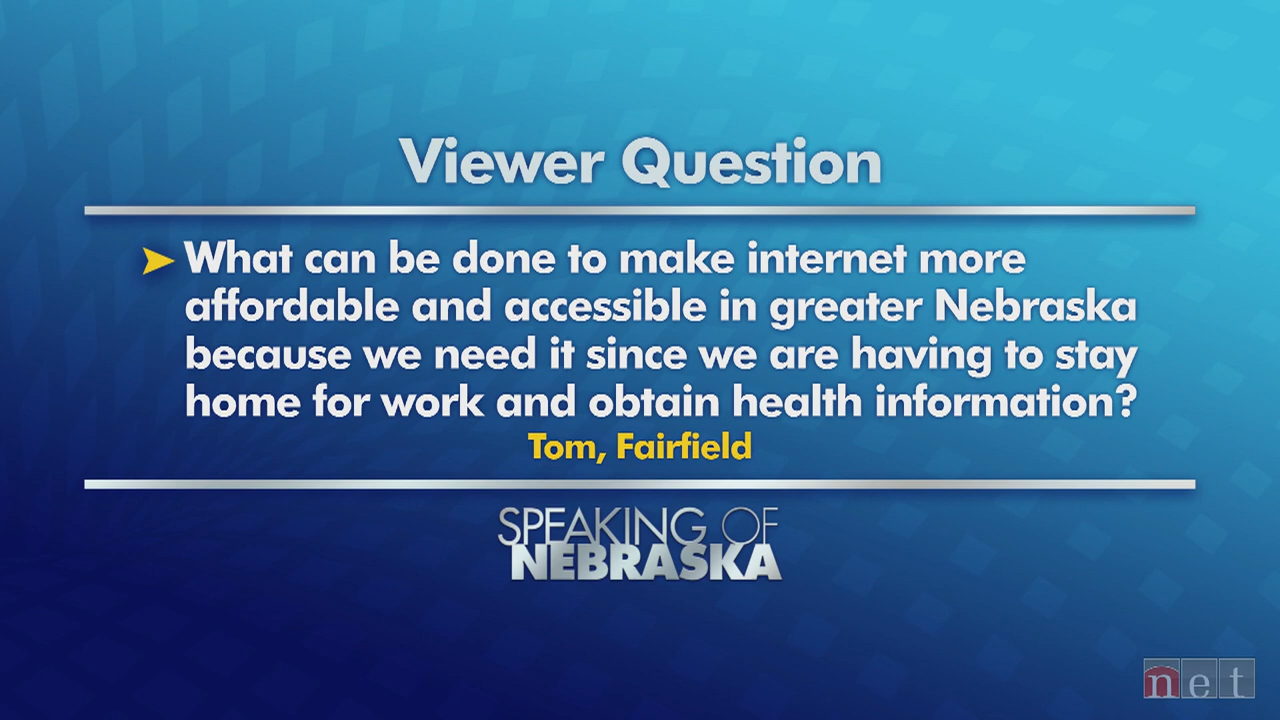 Viewer Question
What can be done to make internet more
affordable and accessible in greater Nebraska
because we need it since we are having to stay
home for work and obtain health information?
Tom, Fairfield
SPEAKING OF
NEBRASKA
net